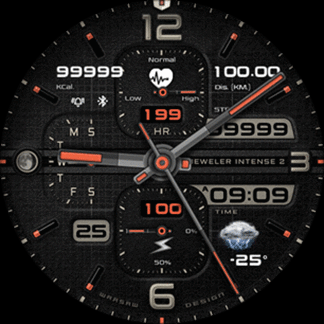 12
Normal
99999
100.00
KCal.
Dis. (KM.)
Low
High
199
99999
M S
HR
T
3
EWELER INTENSE 2
T
F S
09:09
TIME
100
25
1
0%
50%
-25°
6
WARSAW DESIGN